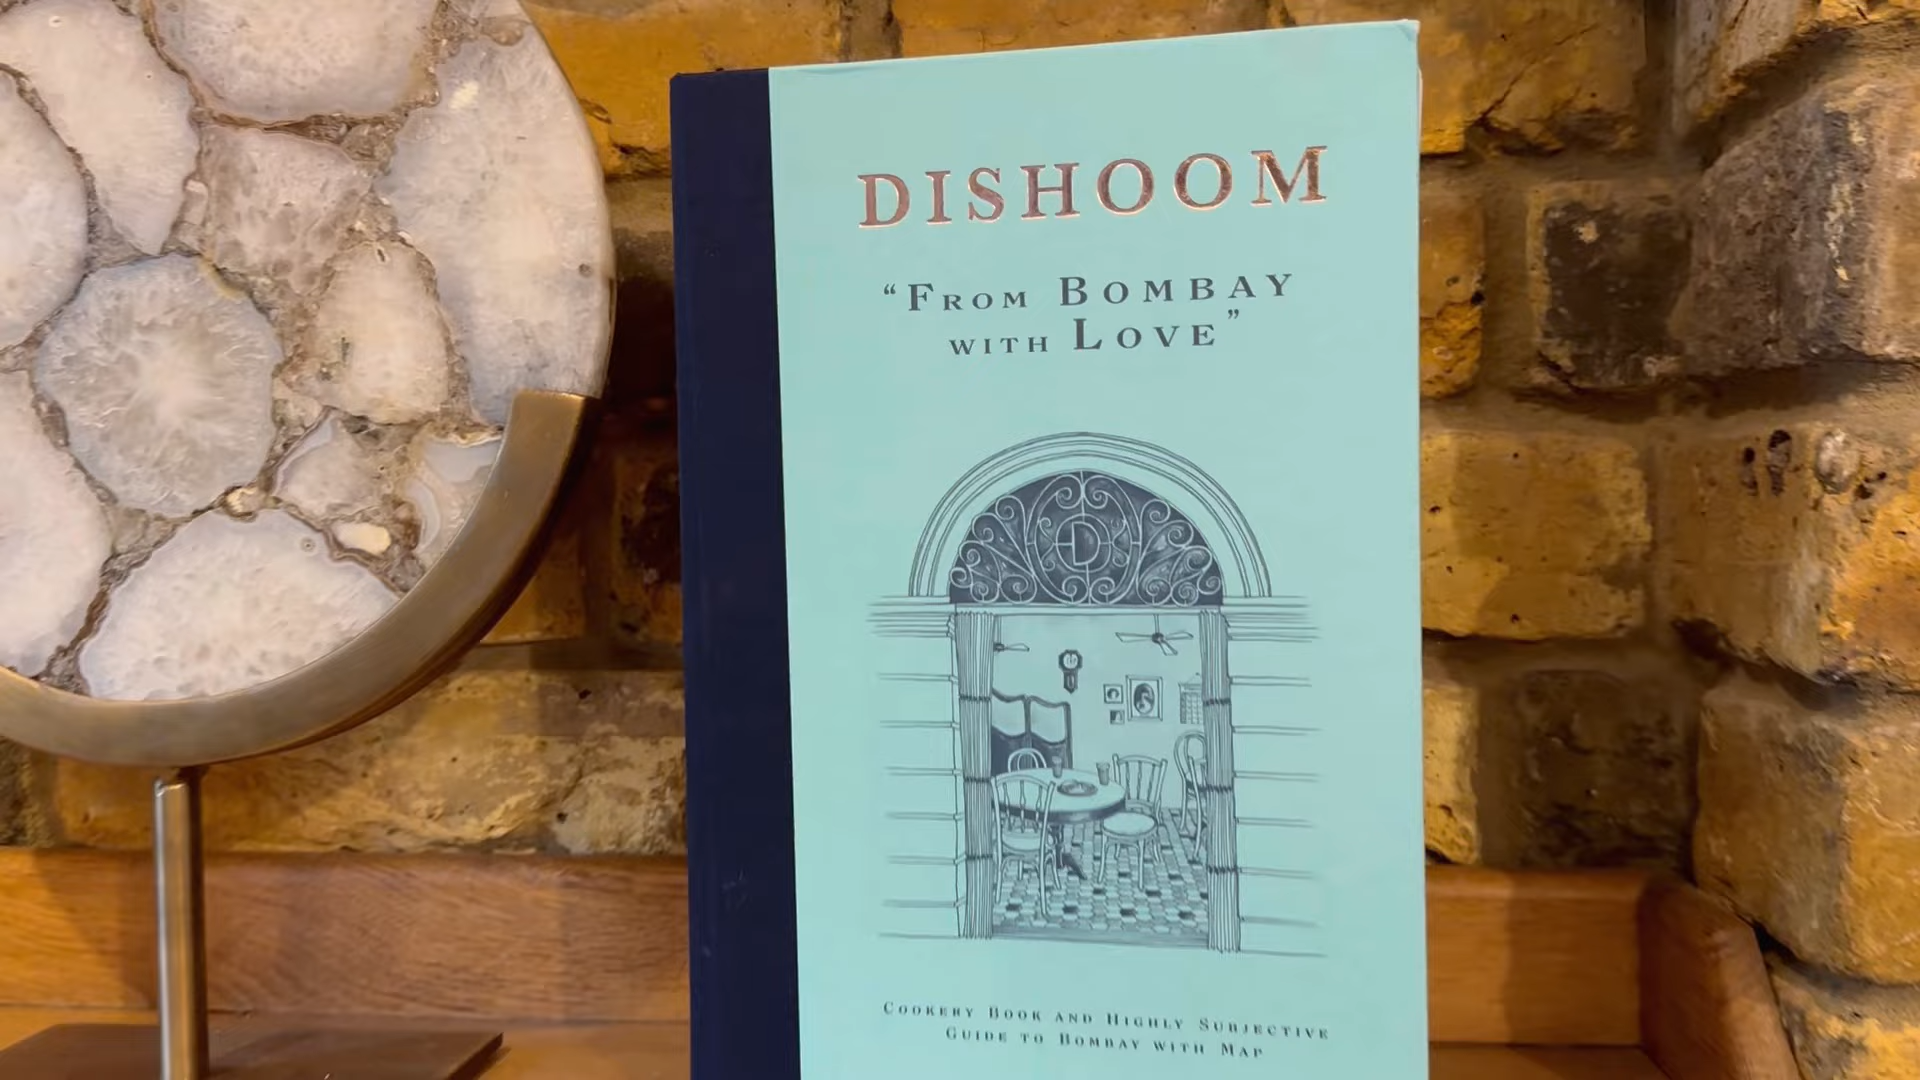 DISHOOM
“FROM BOMBAY
WITH LOVE”
D
COOKERY BOOK AND HIGHLY SUBJECTIVE
GUIDE TO BOMBAY WITH MAP